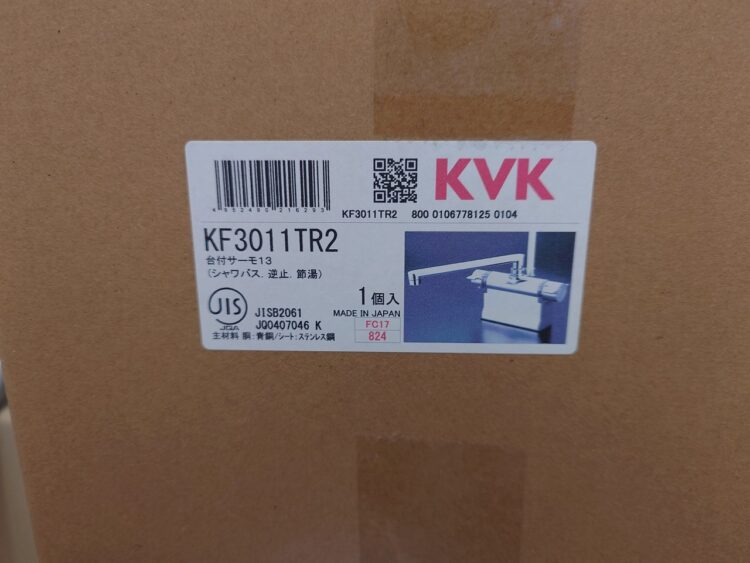 4952490216293
KVK
KF3011TR2 800 0106778125 0104
KF3011TR2
台付サーモ13
(シャワバス.逆止.節湯)
JIS
JQA
JISB2061
JQ0407046 K
1個入
MADE IN JAPAN
FC17
824
主材料 胴:青銅/シート:ステンレス鋼